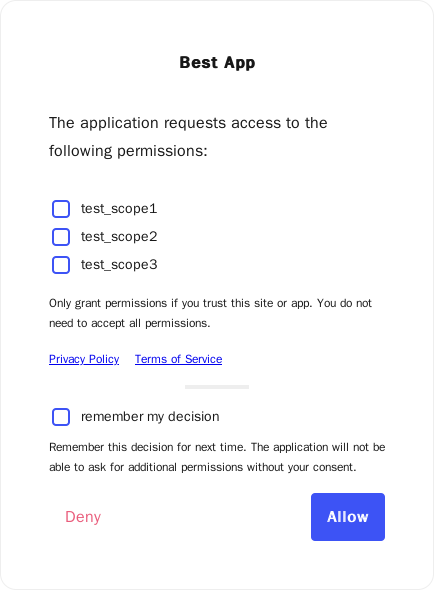 Best App
The application requests access to the
following permissions:
test_scope1
test_scope2
test_scope3
Only grant permissions if you trust this site or app. You do not
need to accept all permissions.
Privacy Policy Terms of Service
remember my decision
Remember this decision for next time. The application will not be
able to ask for additional permissions without your consent.
Deny Allow